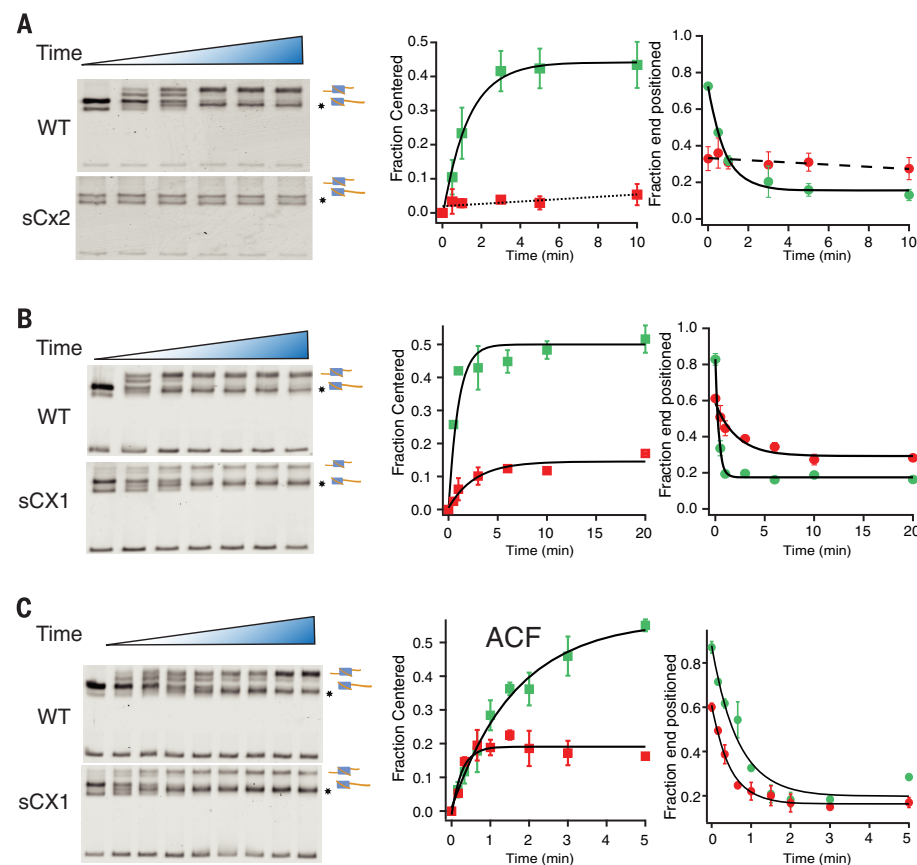 A
Time
WT
*
sCx2
*
Fraction Centered
0.5
0.4
0.3
0.2
0.1
0.0
0 2 4 6 8 10
Time (min)
Fraction end positioned
1.0
0.8
0.6
0.4
0.2
0.0
0 2 4 6 8 10
Time (min)
B
Time
WT
*
sCX1
*
Fraction Centered
0.5
0.4
0.3
0.2
0.1
0.0
0 5 10 15 20
Time (min)
Fraction end positioned
1.0
0.8
0.6
0.4
0.2
0.0
0 5 10 15 20
Time (min)
C
Time
WT
*
sCX1
*
ACF
Fraction Centered
0.5
0.4
0.3
0.2
0.1
0.0
0 1 2 3 4 5
Time (min)
Fraction end positioned
0.8
0.6
0.4
0.2
0 1 2 3 4 5
Time (min)